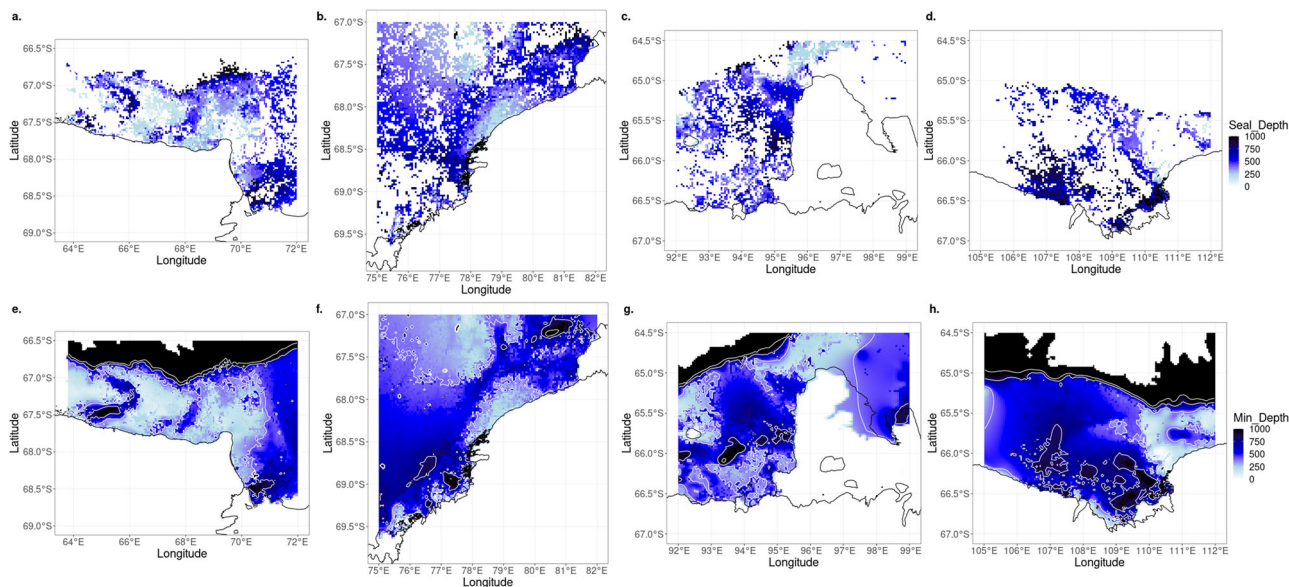 a.
66.5°S
67.0°S
67.5°S
68.0°S
68.5°S
69.0°S
Latitude
64°E 66°E 68°E 70°E 72°E
Longitude
b.
67.0°S
67.5°S
68.0°S
68.5°S
69.0°S
69.5°S
Latitude
75°E 76°E 77°E 78°E 79°E 80°E 81°E 82°E
Longitude
c.
64.5°S
65.0°S
65.5°S
66.0°S
66.5°S
67.0°S
Latitude
92°E 93°E 94°E 95°E 96°E 97°E 98°E 99°E
Longitude
d.
64.5°S
65.0°S
65.5°S
66.0°S
66.5°S
67.0°S
Latitude
105°E 106°E 107°E 108°E 109°E 110°E 111°E 112°E
Longitude
Seal_Depth
1000
750
500
250
0
e.
66.5°S
67.0°S
67.5°S
68.0°S
68.5°S
69.0°S
Latitude
64°E 66°E 68°E 70°E 72°E
Longitude
f.
67.0°S
67.5°S
68.0°S
68.5°S
69.0°S
69.5°S
Latitude
75°E 76°E 77°E 78°E 79°E 80°E 81°E 82°E
Longitude
g.
64.5°S
65.0°S
65.5°S
66.0°S
66.5°S
67.0°S
Latitude
92°E 93°E 94°E 95°E 96°E 97°E 98°E 99°E
Longitude
h.
64.5°S
65.0°S
65.5°S
66.0°S
66.5°S
67.0°S
Latitude
105°E 106°E 107°E 108°E 109°E 110°E 111°E 112°E
Longitude
Min_Depth
1000
750
500
250
0